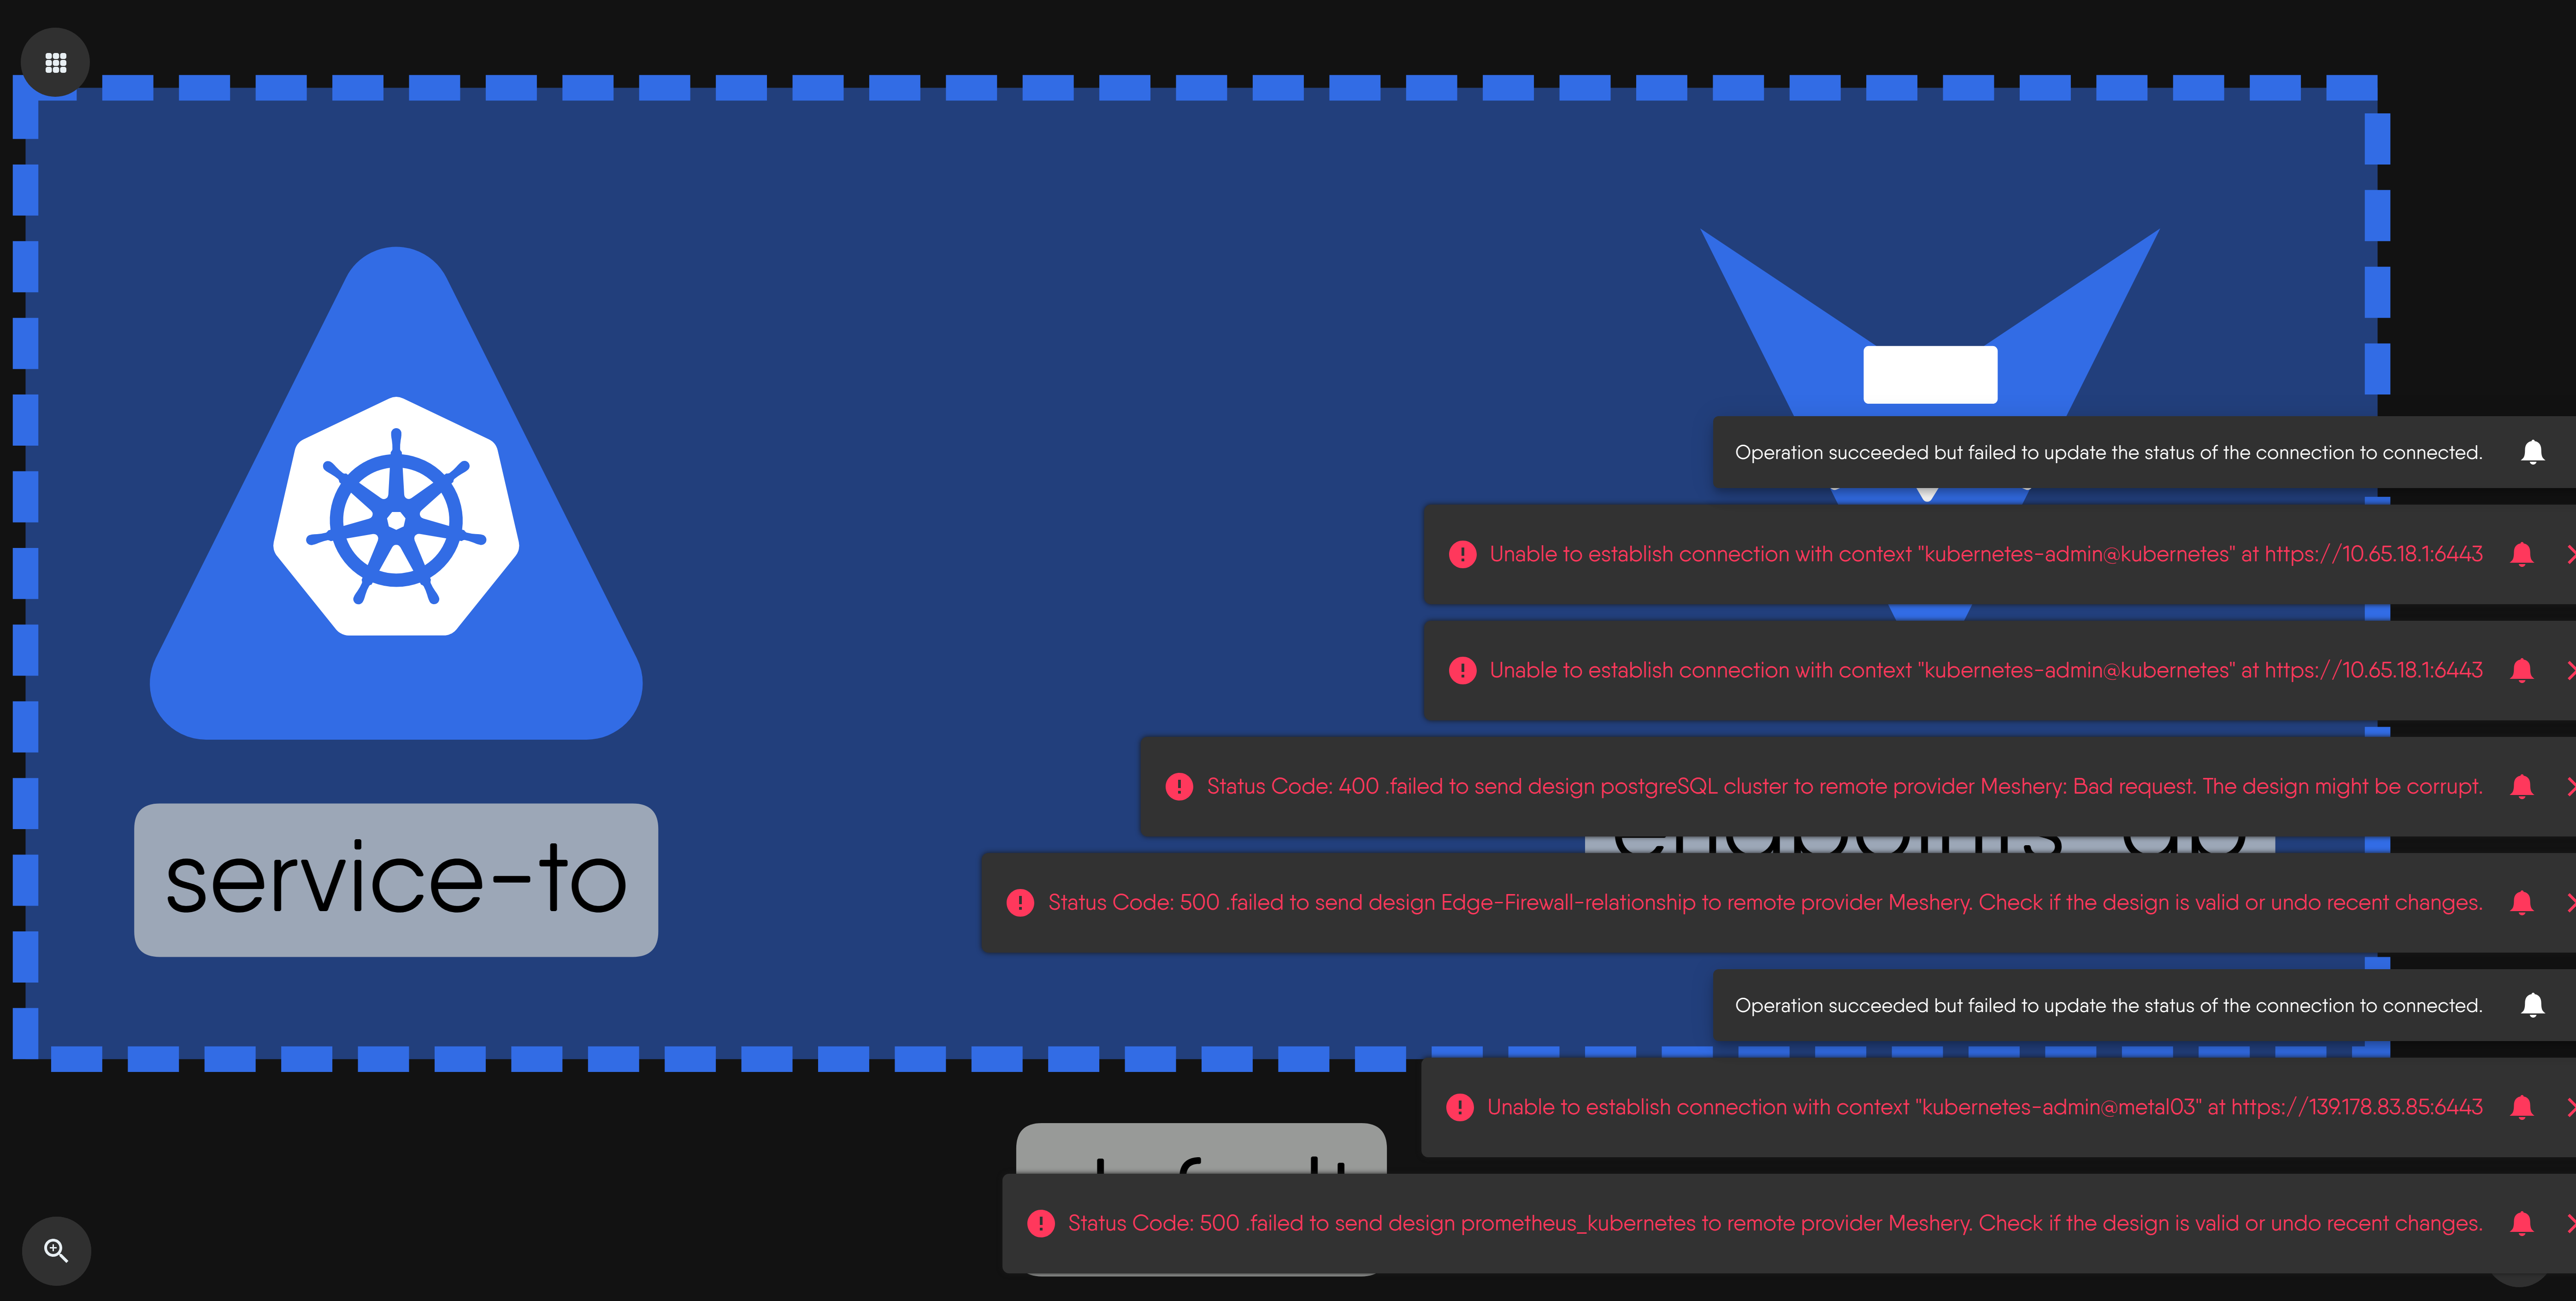 Operation succeeded but failed to update the status of the connection to connected.
Unable to establish connection with context "kubernetes-admin@kubernetes" at https://10.65.18.1:6443
Unable to establish connection with context "kubernetes-admin@kubernetes" at https://10.65.18.1:6443
Status Code: 400 .failed to send design postgreSQL cluster to remote provider Meshery: Bad request. The design might be corrupt.
service-to
Status Code: 500 .failed to send design Edge-Firewall-relationship to remote provider Meshery. Check if the design is valid or undo recent changes.
Operation succeeded but failed to update the status of the connection to connected.
Unable to establish connection with context "kubernetes-admin@metal03" at https://139.178.83.85:6443
Status Code: 500 .failed to send design prometheus_kubernetes to remote provider Meshery. Check if the design is valid or undo recent changes.